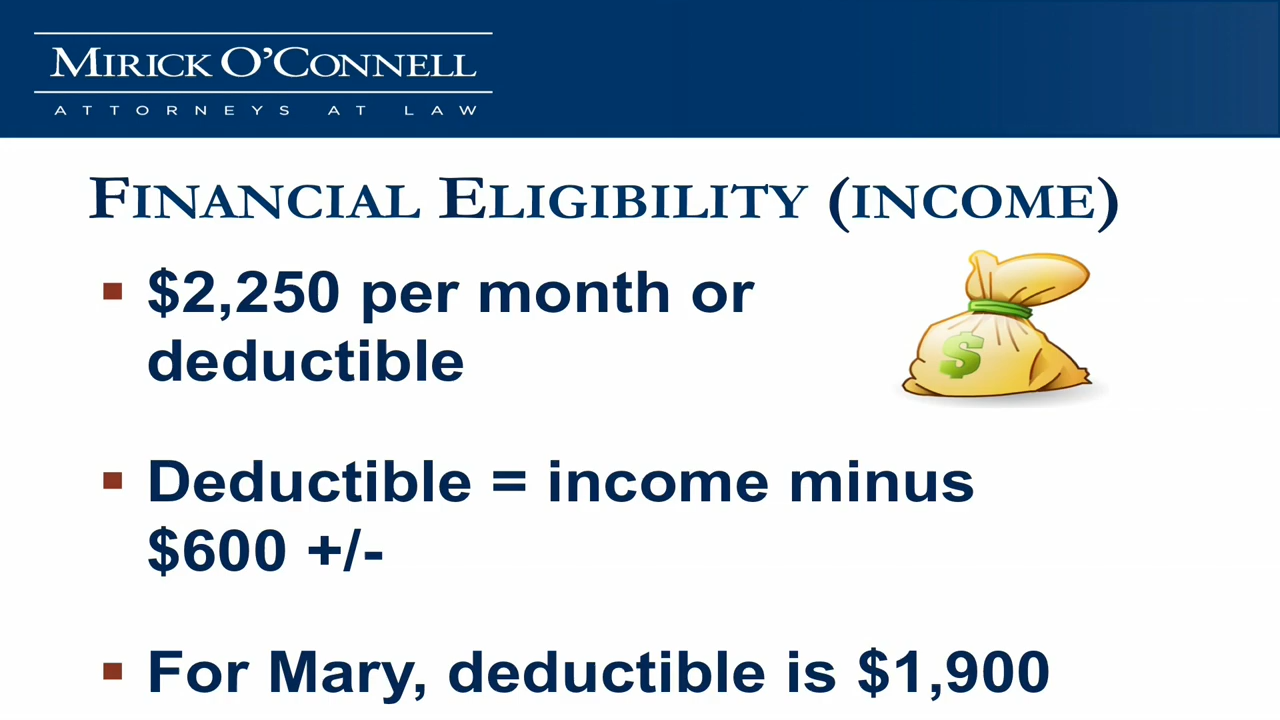 MIRICK O'CONNELL
ATTORNEYS AT LAW
FINANCIAL ELIGIBILITY (INCOME)
▪ $2,250 per month or
deductible
$
▪ Deductible = income minus
$600 +/-
▪ For Mary, deductible is $1,900